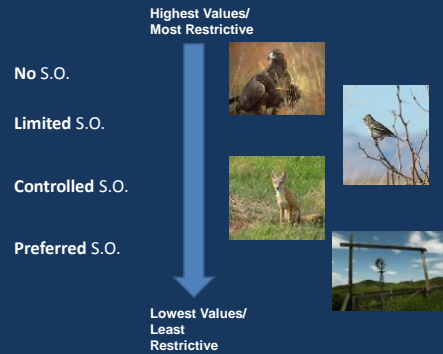 Highest Values/
Most Restrictive
No S.O.
Limited S.O.
Controlled S.O.
Preferred S.O.
Lowest Values/
Least
Restrictive